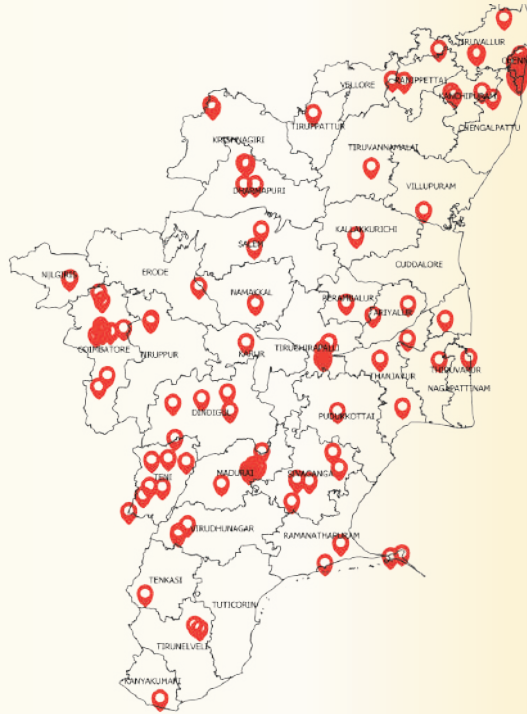 TIRUVALLUR
VELLORE
RANIPPETTAI
KANCHIPURAM
TIRUPPATTUR
CHENGALPATTU
KRISHNAGIRI
TIRUVANNAMALAI
DHARMAPURI
VILLUPURAM
KALLAKKURICHI
SALEM
CUDDALORE
NILGIRIS
ERODE
NAMAKKAL
PERAMBALUR
ARIYALUR
COIMBATORE
TIRUPPUR
KARUR
TIRUCHIRAPALLI
THANJAVUR
THIRUVARUR
NAGAPATTINAM
DINDIGUL
PUDUKKOTTAI
THENI
MADURAI
SIVAGANGA
VIRUDHUNAGAR
RAMANATHAPURAM
TENKASI
TUTICORIN
TIRUNELVELI
KANYAKUMARI